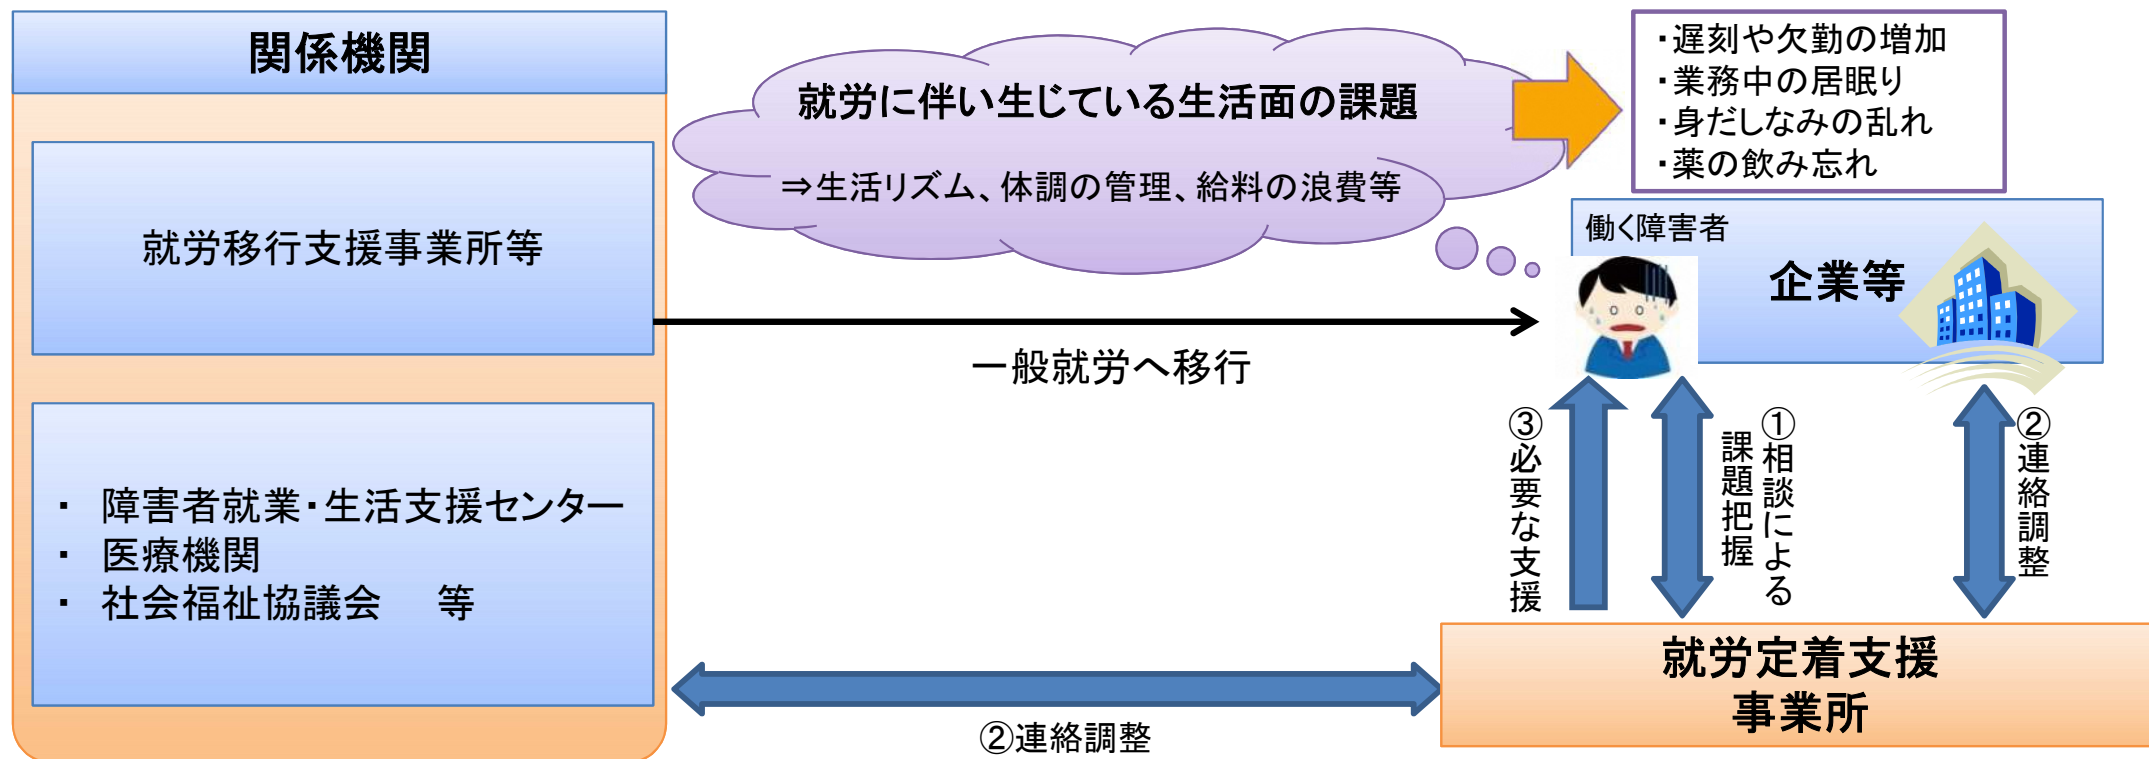 関係機関
就労移行支援事業所等
・ 障害者就業・生活支援センター
・ 医療機関
・ 社会福祉協議会　等
就労に伴い生じている生活面の課題
⇒生活リズム、体調の管理、給料の浪費等
・遅刻や欠勤の増加
・業務中の居眠り
・身だしなみの乱れ
・薬の飲み忘れ
働く障害者
企業等
一般就労へ移行
③必要な支援
①相談による
課題把握
②連絡調整
就労定着支援
事業所
②連絡調整